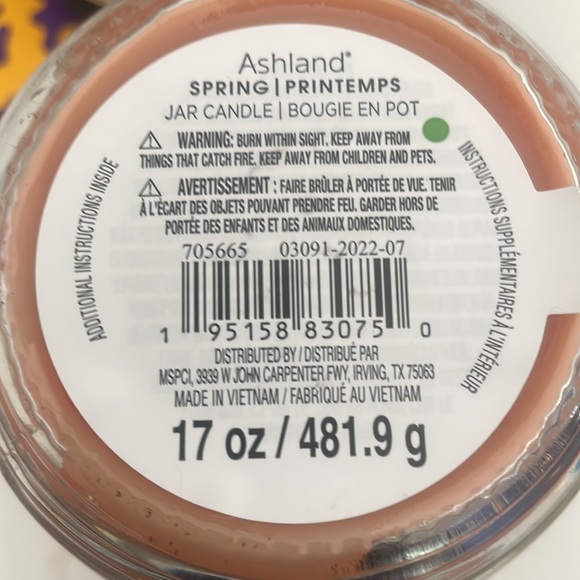 Ashland®
SPRING | PRINTEMPS
JAR CANDLE | BOUGIE EN POT
WARNING: BURN WITHIN SIGHT. KEEP AWAY FROM
THINGS THAT CATCH FIRE. KEEP AWAY FROM CHILDREN AND PETS.
AVERTISSEMENT : FAIRE BRÛLER À PORTÉE DE VUE. TENIR
À L'ÉCART DES OBJETS POUVANT PRENDRE FEU. GARDER HORS DE
PORTÉE DES ENFANTS ET DES ANIMAUX DOMESTIQUES.
705665 03091-2022-07
1 95158 83075 0
DISTRIBUTED BY / DISTRIBUÉ PAR
MSPCI, 3939 W JOHN CARPENTER FWY, IRVING, TX 75063
MADE IN VIETNAM / FABRIQUÉ AU VIETNAM
17 oz / 481.9 g
ADDITIONAL INSTRUCTIONS INSIDE
INSTRUCTIONS SUPPLÉMENTAIRES À L'INTÉRIEUR